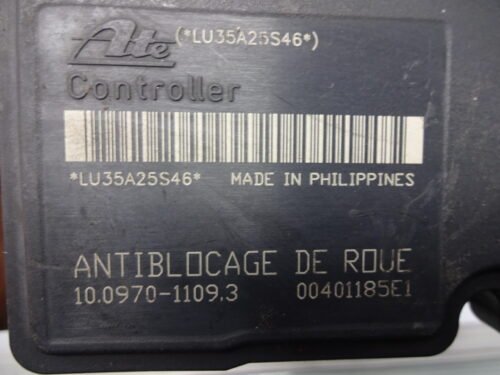 Ate (*LU35A25S46*)
Controller
*LU35A25S46* MADE IN PHILIPPINES
ANTIBLOCAGE DE ROUE
10.0970-1109.3 00401185E1